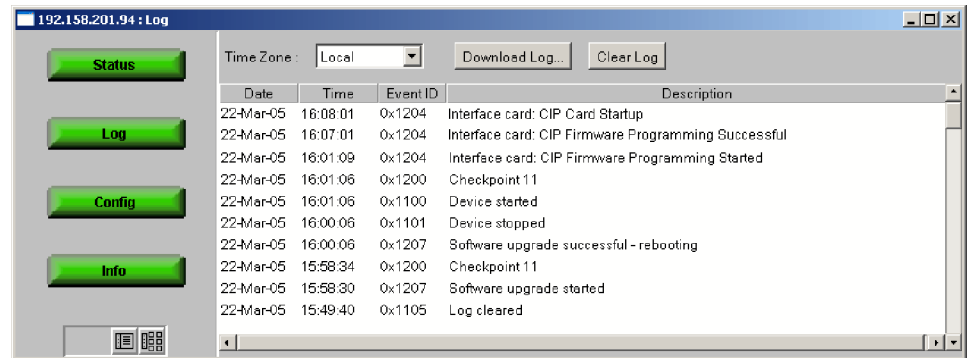 192.158.201.94 : Log
Status
Log
Config
Info
Time Zone : Local Download Log... Clear Log
Date Time Event ID Description
22-Mar-05 16:08:01 0x1204 Interface card: CIP Card Startup
22-Mar-05 16:07:01 0x1204 Interface card: CIP Firmware Programming Successful
22-Mar-05 16:01:09 0x1204 Interface card: CIP Firmware Programming Started
22-Mar-05 16:01:06 0x1200 Checkpoint 11
22-Mar-05 16:01:06 0x1100 Device started
22-Mar-05 16:00:06 0x1101 Device stopped
22-Mar-05 16:00:06 0x1207 Software upgrade successful - rebooting
22-Mar-05 15:58:34 0x1200 Checkpoint 11
22-Mar-05 15:58:30 0x1207 Software upgrade started
22-Mar-05 15:49:40 0x1105 Log cleared